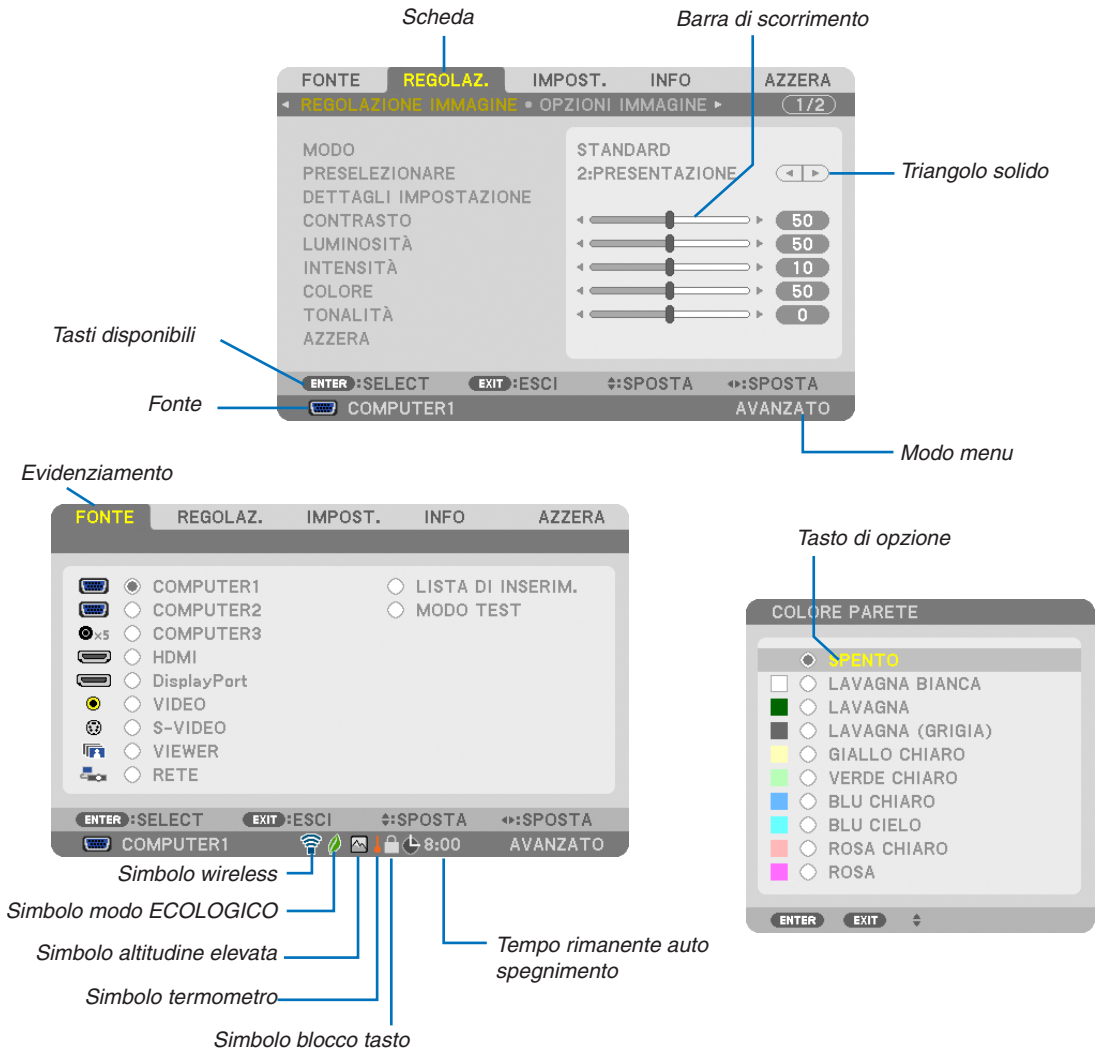 Scheda
Barra di scorrimento
FONTE REGOLAZ. IMPOST. INFO AZZERA
REGOLAZIONE IMMAGINE • OPZIONI IMMAGINE 1/2
MODO STANDARD
PRESELEZIONARE 2:PRESENTAZIONE
Triangolo solido
DETTAGLI IMPOSTAZIONE
CONTRASTO 50
LUMINOSITÀ 50
INTENSITÀ 10
COLORE 50
TONALITÀ 0
AZZERA
Tasti disponibili
ENTER :SELECT EXIT :ESCI :SPOSTA :SPOSTA
Fonte
COMPUTER1 AVANZATO
Modo menu
Evidenziamento
FONTE REGOLAZ. IMPOST. INFO AZZERA
COMPUTER1 LISTA DI INSERIM.
COMPUTER2 MODO TEST
×5 COMPUTER3
HDMI
DisplayPort
VIDEO
S-VIDEO
VIEWER
RETE
ENTER :SELECT EXIT :ESCI :SPOSTA :SPOSTA
COMPUTER1 8:00 AVANZATO
Simbolo wireless
Simbolo modo ECOLOGICO
Simbolo altitudine elevata
Simbolo termometro
Simbolo blocco tasto
Tempo rimanente auto
spegnimento
Tasto di opzione
COLORE PARETE
SPENTO
LAVAGNA BIANCA
LAVAGNA
LAVAGNA (GRIGIA)
GIALLO CHIARO
VERDE CHIARO
BLU CHIARO
BLU CIELO
ROSA CHIARO
ROSA
ENTER EXIT